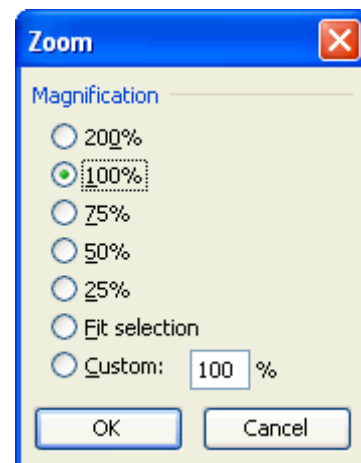 Zoom
Magnification
200%
100%
75%
50%
25%
Fit selection
Custom: 100 %
OK Cancel